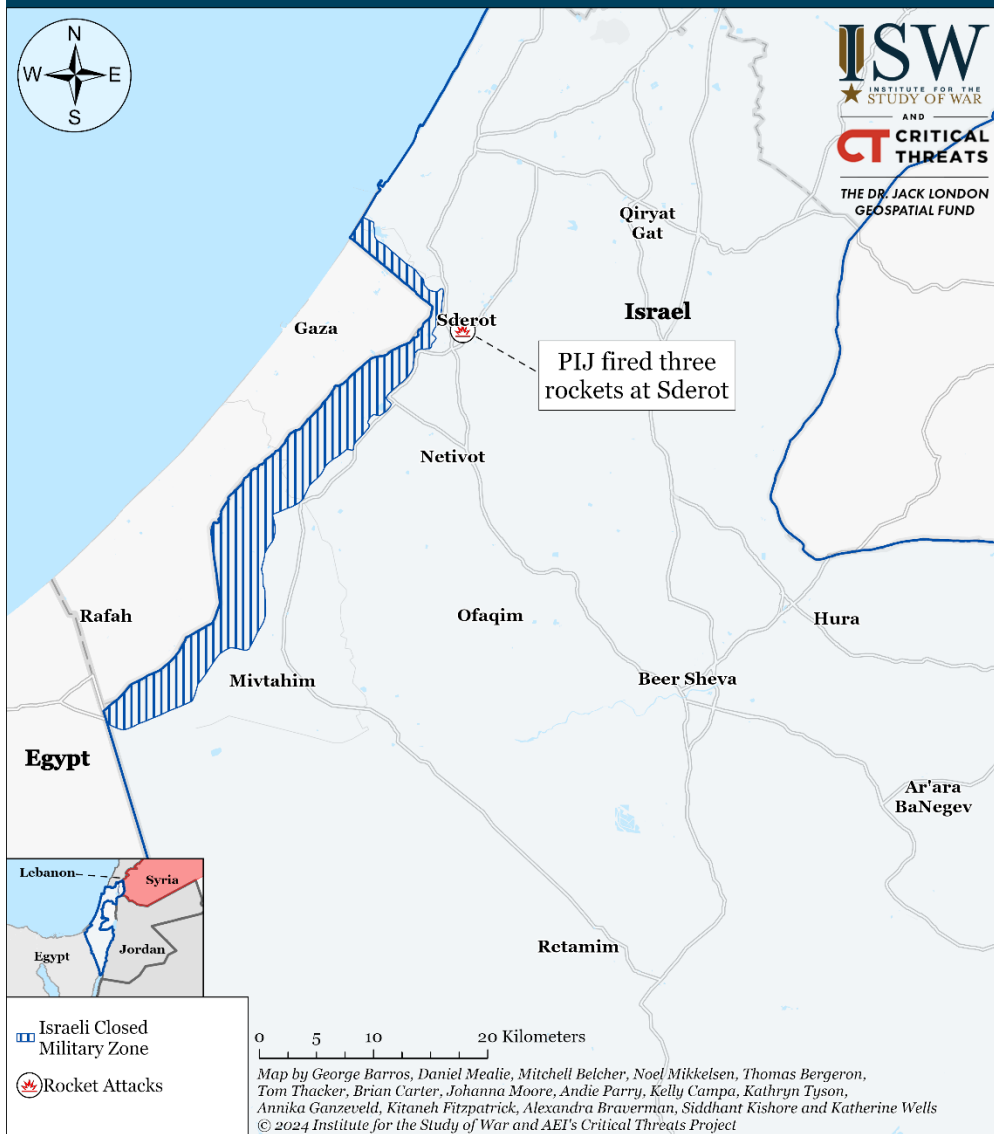 N
W E
S
ISW
INSTITUTE FOR THE
STUDY OF WAR
AND
CT CRITICAL
THREATS
THE DR. JACK LONDON
GEOSPATIAL FUND
Qiryat
Gat
Israel
Gaza
Sderot
PIJ fired three
rockets at Sderot
Netivot
Rafah
Ofaqim
Hura
Mivtahim
Beer Sheva
Egypt
Ar'ara
BaNegev
Lebanon
Syria
Egypt
Jordan
Retamim
Israeli Closed
Military Zone
Rocket Attacks
0 5 10 20 Kilometers
Map by George Barros, Daniel Mealie, Mitchell Belcher, Noel Mikkelsen, Thomas Bergeron,
Tom Thacker, Brian Carter, Johanna Moore, Andie Parry, Kelly Campa, Kathryn Tyson,
Annika Ganzeveld, Kitaneh Fitzpatrick, Alexandra Braverman, Siddhant Kishore and Katherine Wells
© 2024 Institute for the Study of War and AEI's Critical Threats Project